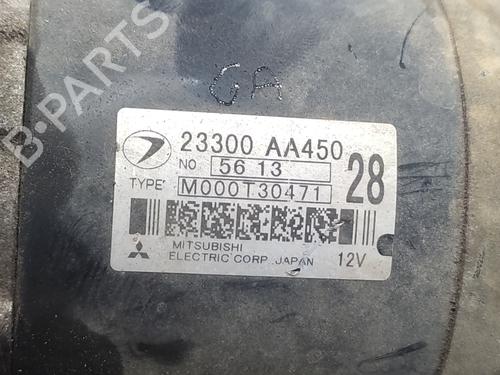 GA
23300 AA450
NO 56 13
TYPE M000T30471
28
MITSUBISHI
ELECTRIC CORP. JAPAN 12V
B-PARTS